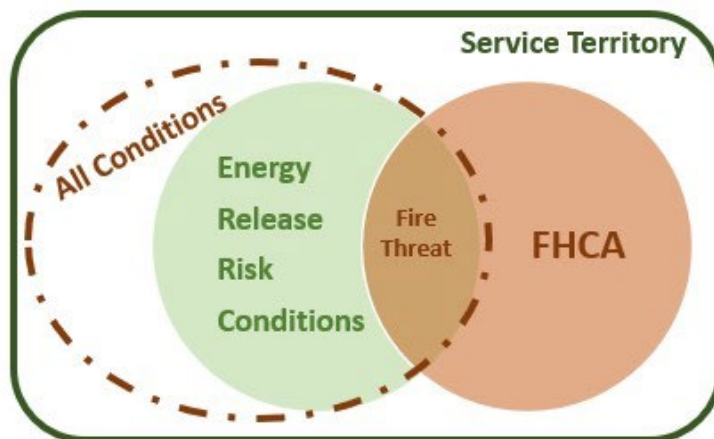 Service Territory
All Conditions
Energy
Release
Risk
Conditions
Fire
Threat
FHCA